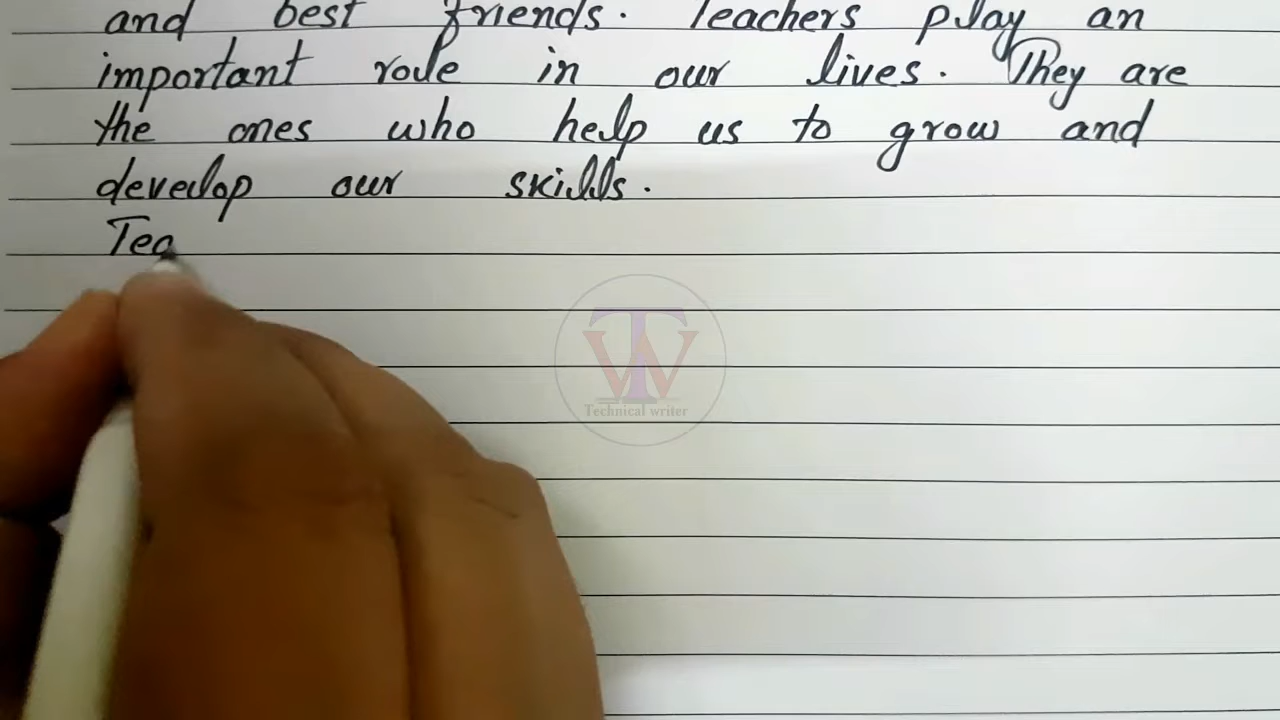 and best friends. Teachers play an
important role in our lives. They are
the ones who help us to grow and
develop our skills.
Tea
TW
Technical writer